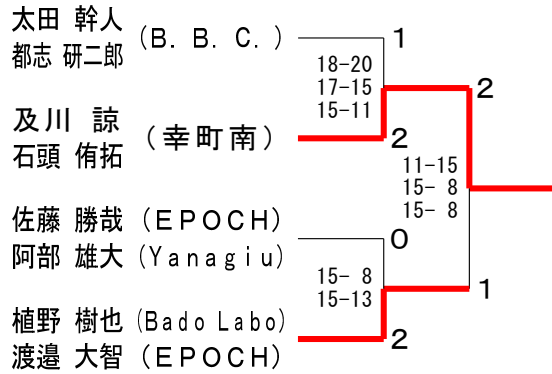 太田 幹人
都志 研二郎
(B. B. C. )
1
18-20
17-15
15-11
2
及川 諒
石頭 侑拓
(幸町南)
2
11-15
15- 8
15- 8
佐藤 勝哉 (EPOCH)
阿部 雄大 (Yanagiu)
0
15- 8
15-13
1
植野 樹也 (Bado Labo)
渡邉 大智 (EPOCH)
2